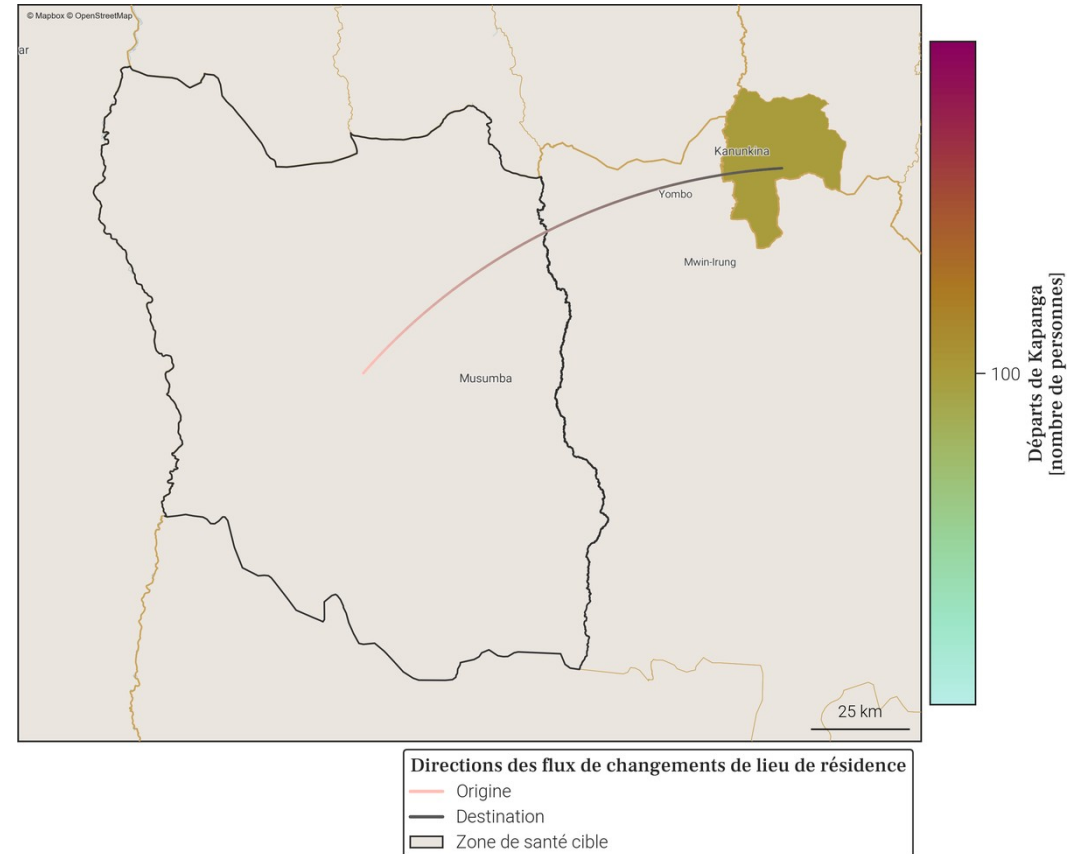 © Mapbox © OpenStreetMap
ar
Kanunkina
Yombo
Mwin-Irung
Musumba
25 km
100
Départs de Kapanga
[nombre de personnes]
Directions des flux de changements de lieu de résidence
Origine
Destination
Zone de santé cible